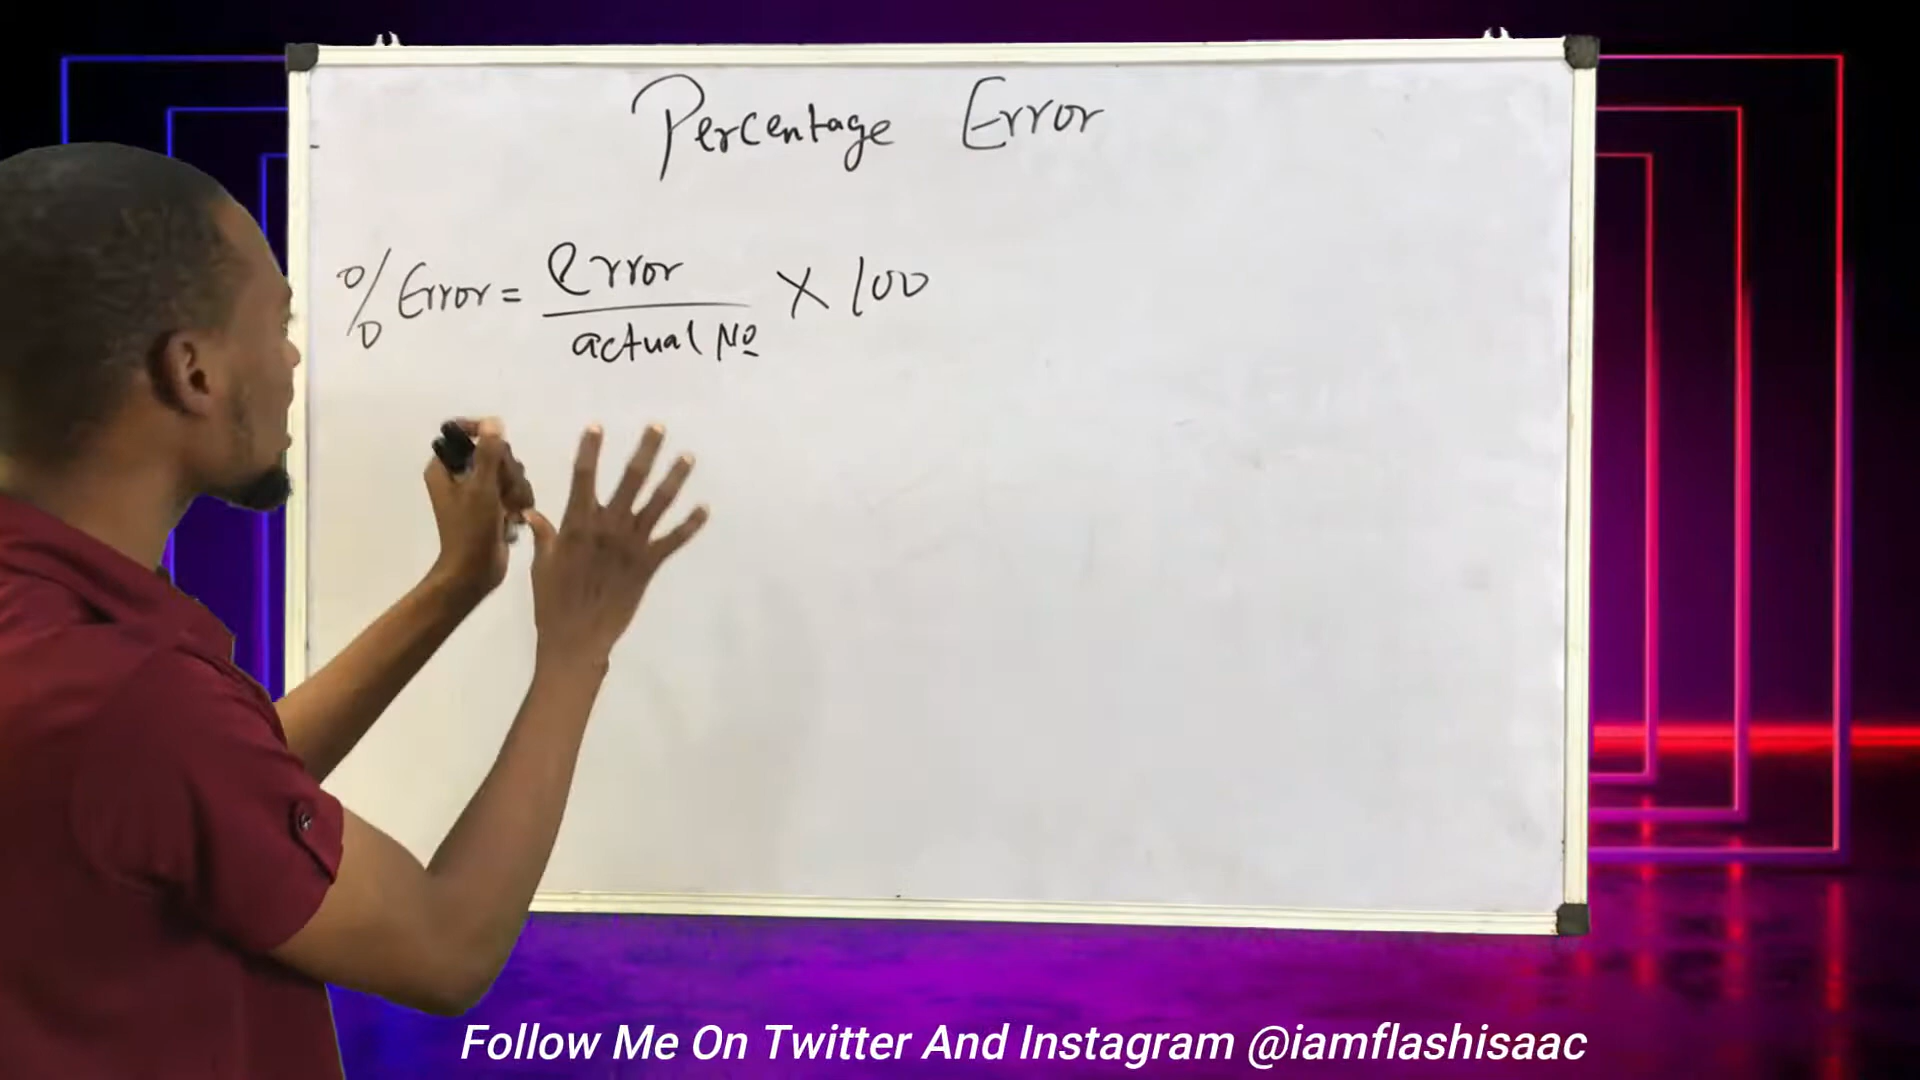 Percentage Error
% Error = error / actual No × 100
Follow Me On Twitter And Instagram @iamflashisaac